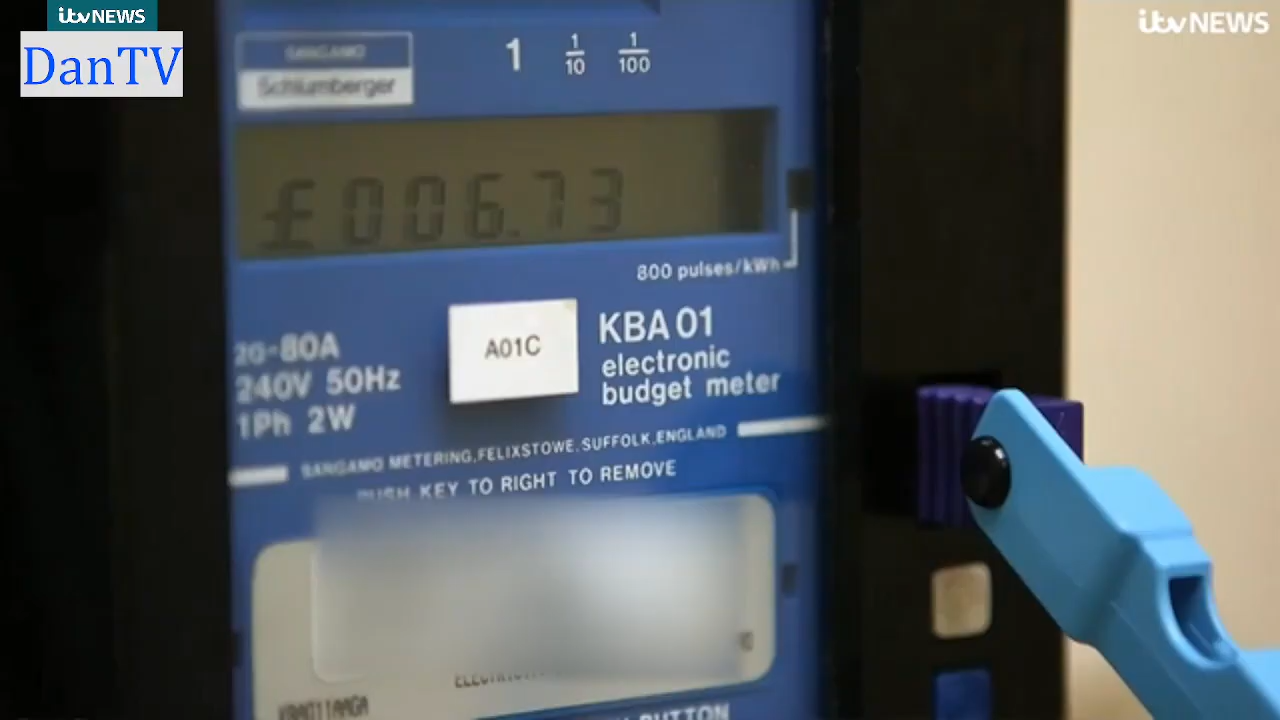 itv NEWS
itv NEWS
DanTV
SANGAMO
Schlumberger
1 1/10 1/100
£006.73
800 pulses/kWh
20-80A
240V 50Hz
1Ph 2W
A01C
KBA 01
electronic
budget meter
SANGAMO METERING,FELIXSTOWE,SUFFOLK,ENGLAND
PUSH KEY TO RIGHT TO REMOVE
BUTTON